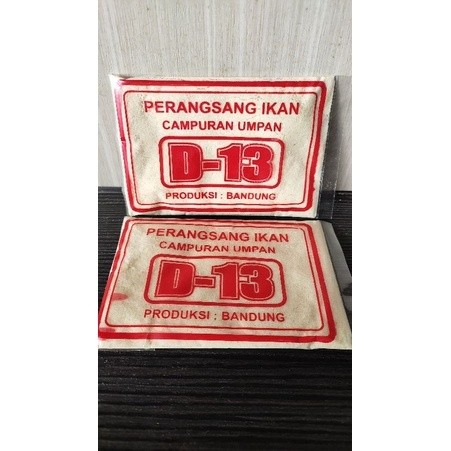 PERANGSANG IKAN
CAMPURAN UMPAN
D-13
PRODUKSI : BANDUNG
PERANGSANG IKAN
CAMPURAN UMPAN
D-13
PRODUKSI : BANDUNG